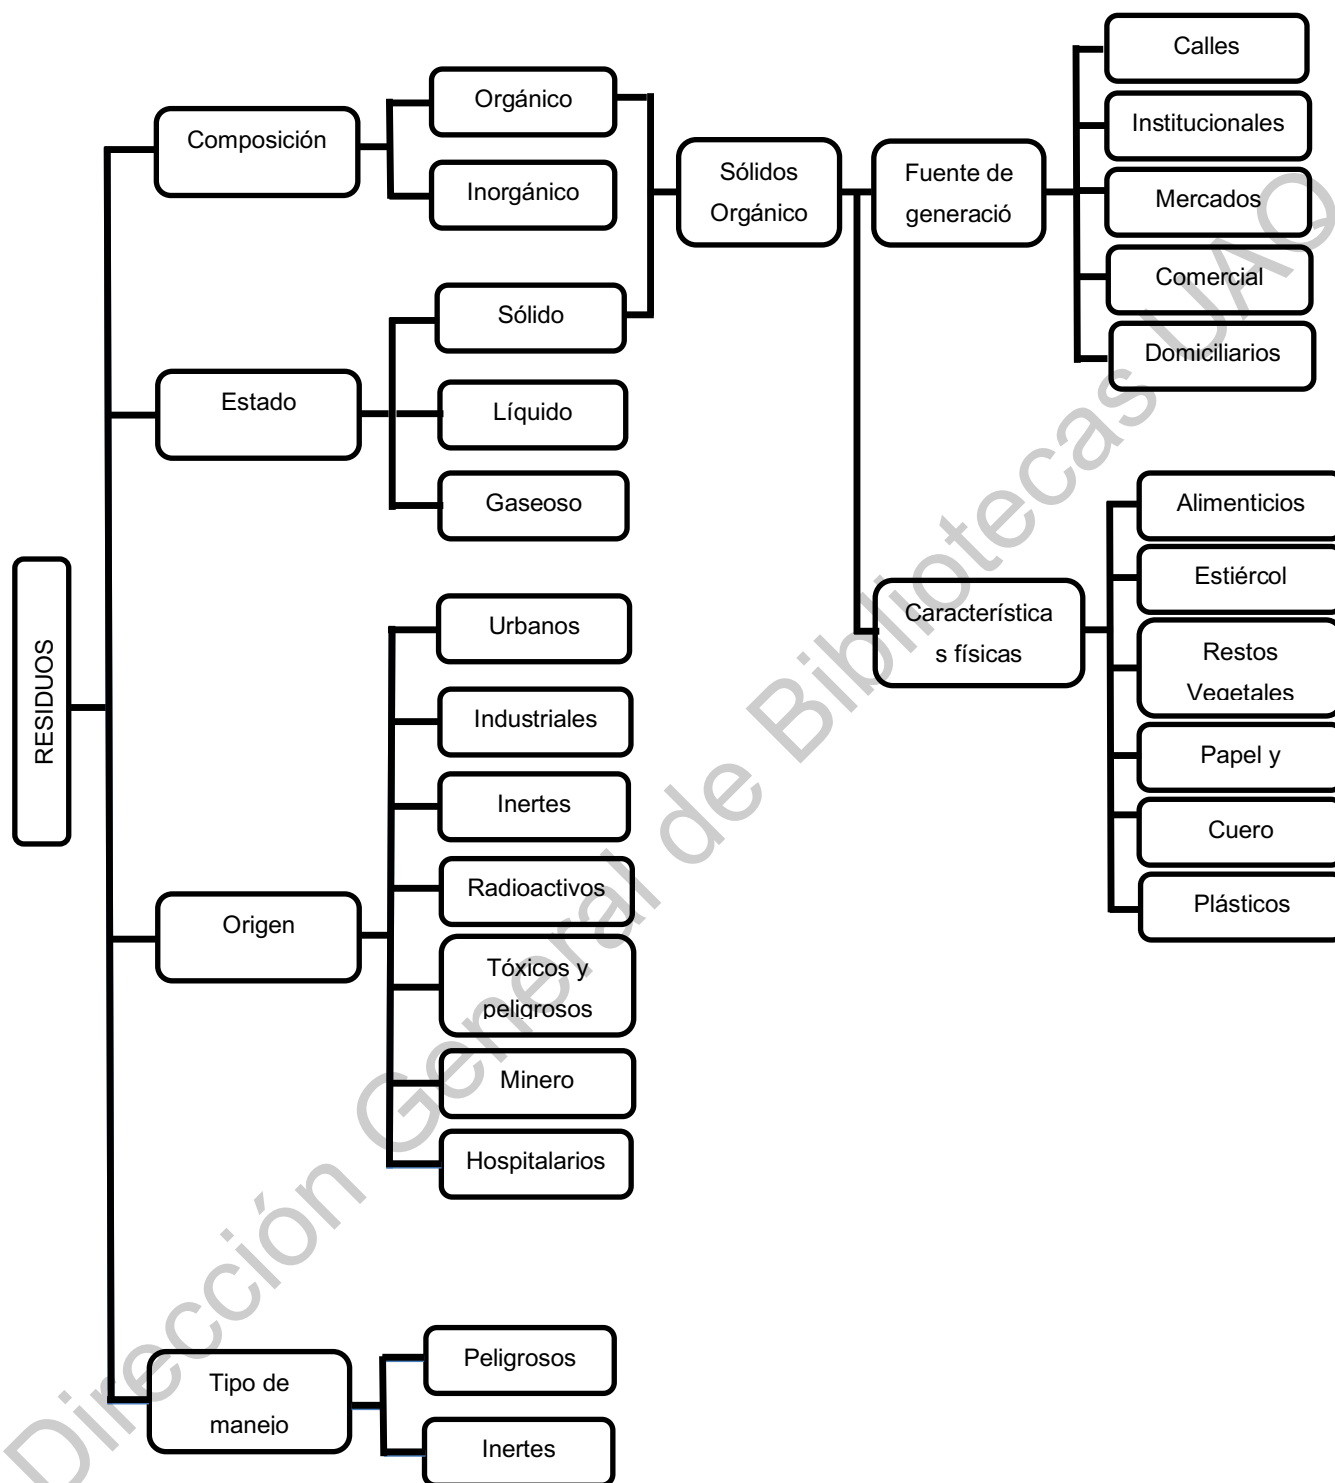 RESIDUOS
Composición
Orgánico
Inorgánico
Estado
Sólido
Líquido
Gaseoso
Origen
Urbanos
Industriales
Inertes
Radioactivos
Tóxicos y
peligrosos
Minero
Hospitalarios
Tipo de
manejo
Peligrosos
Inertes
Sólidos
Orgánico
Fuente de
generació
Calles
Institucionales
Mercados
Comercial
Domiciliarios
Característica
s físicas
Alimenticios
Estiércol
Restos
Vegetales
Papel y
Cuero
Plásticos
Dirección General de Bibliotecas UAQ